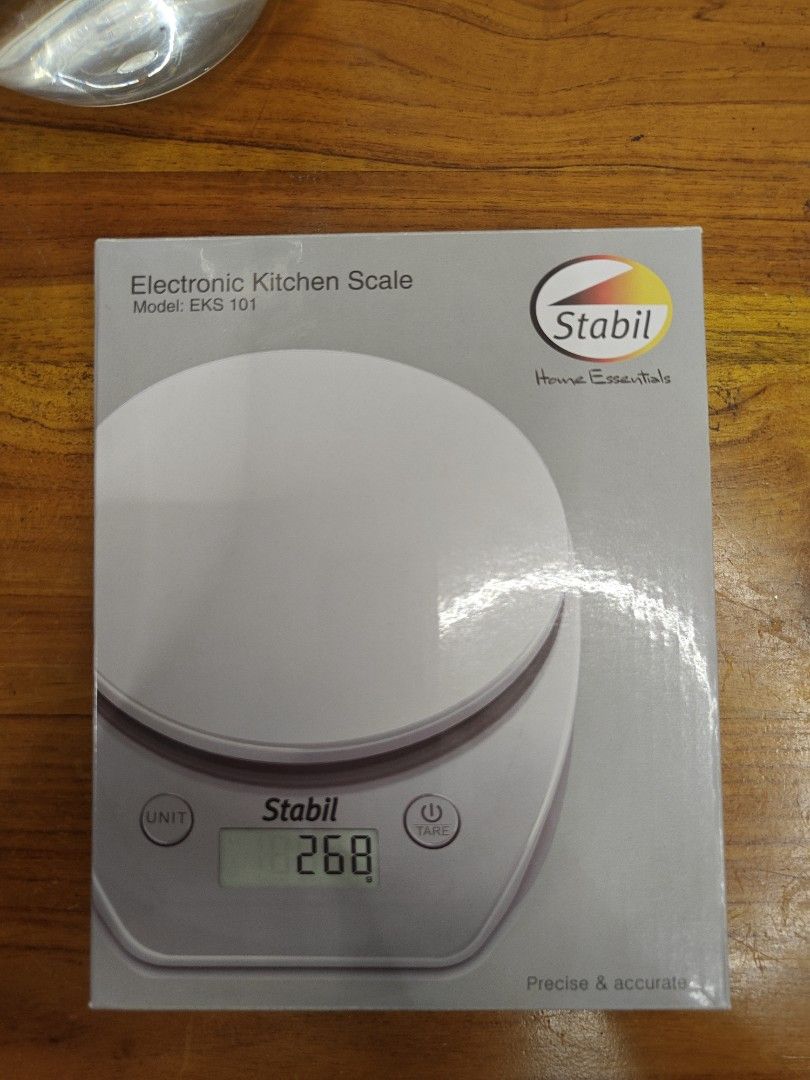 Electronic Kitchen Scale
Model: EKS 101
Stabil
Home Essentials
UNIT
Stabil
TARE
268
g
Precise & accurate